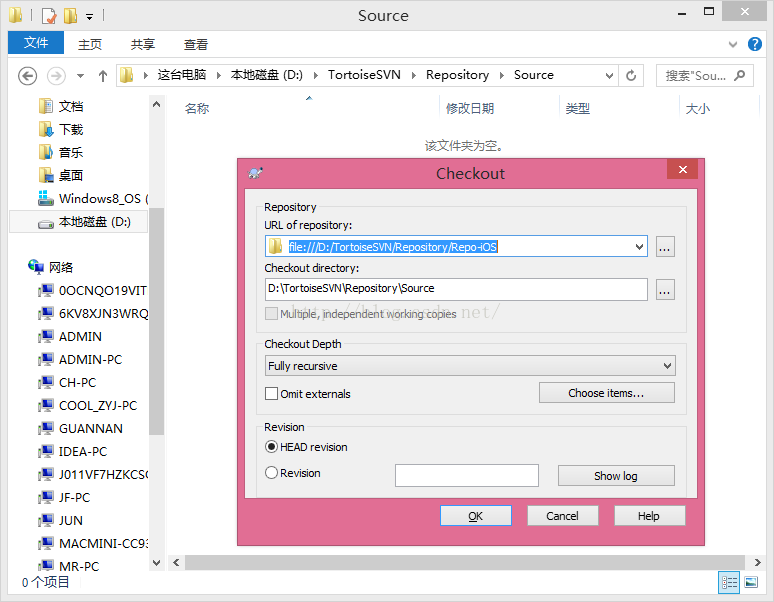 Source
文件 主页 共享 查看
这台电脑 本地磁盘 (D:) TortoiseSVN Repository Source 搜索"Sou...
名称 修改日期 类型 大小
该文件夹为空。
文档
下载
音乐
桌面
Windows8_OS (
本地磁盘 (D:)
网络
0OCNQO19VIT
6KV8XJN3WRQ
ADMIN
ADMIN-PC
CH-PC
COOL_ZYJ-PC
GUANNAN
IDEA-PC
J011VF7HZKCSG
JF-PC
JUN
MACMINI-CC93
MR-PC
0 个项目
Checkout
Repository
URL of repository:
file:///D:/TortoiseSVN/Repository/Repo-iOS
...
Checkout directory:
D:\TortoiseSVN\Repository\Source
...
Multiple, independent working copies
Checkout Depth
Fully recursive
Omit externals
Choose items...
Revision
HEAD revision
Revision
Show log
OK Cancel Help